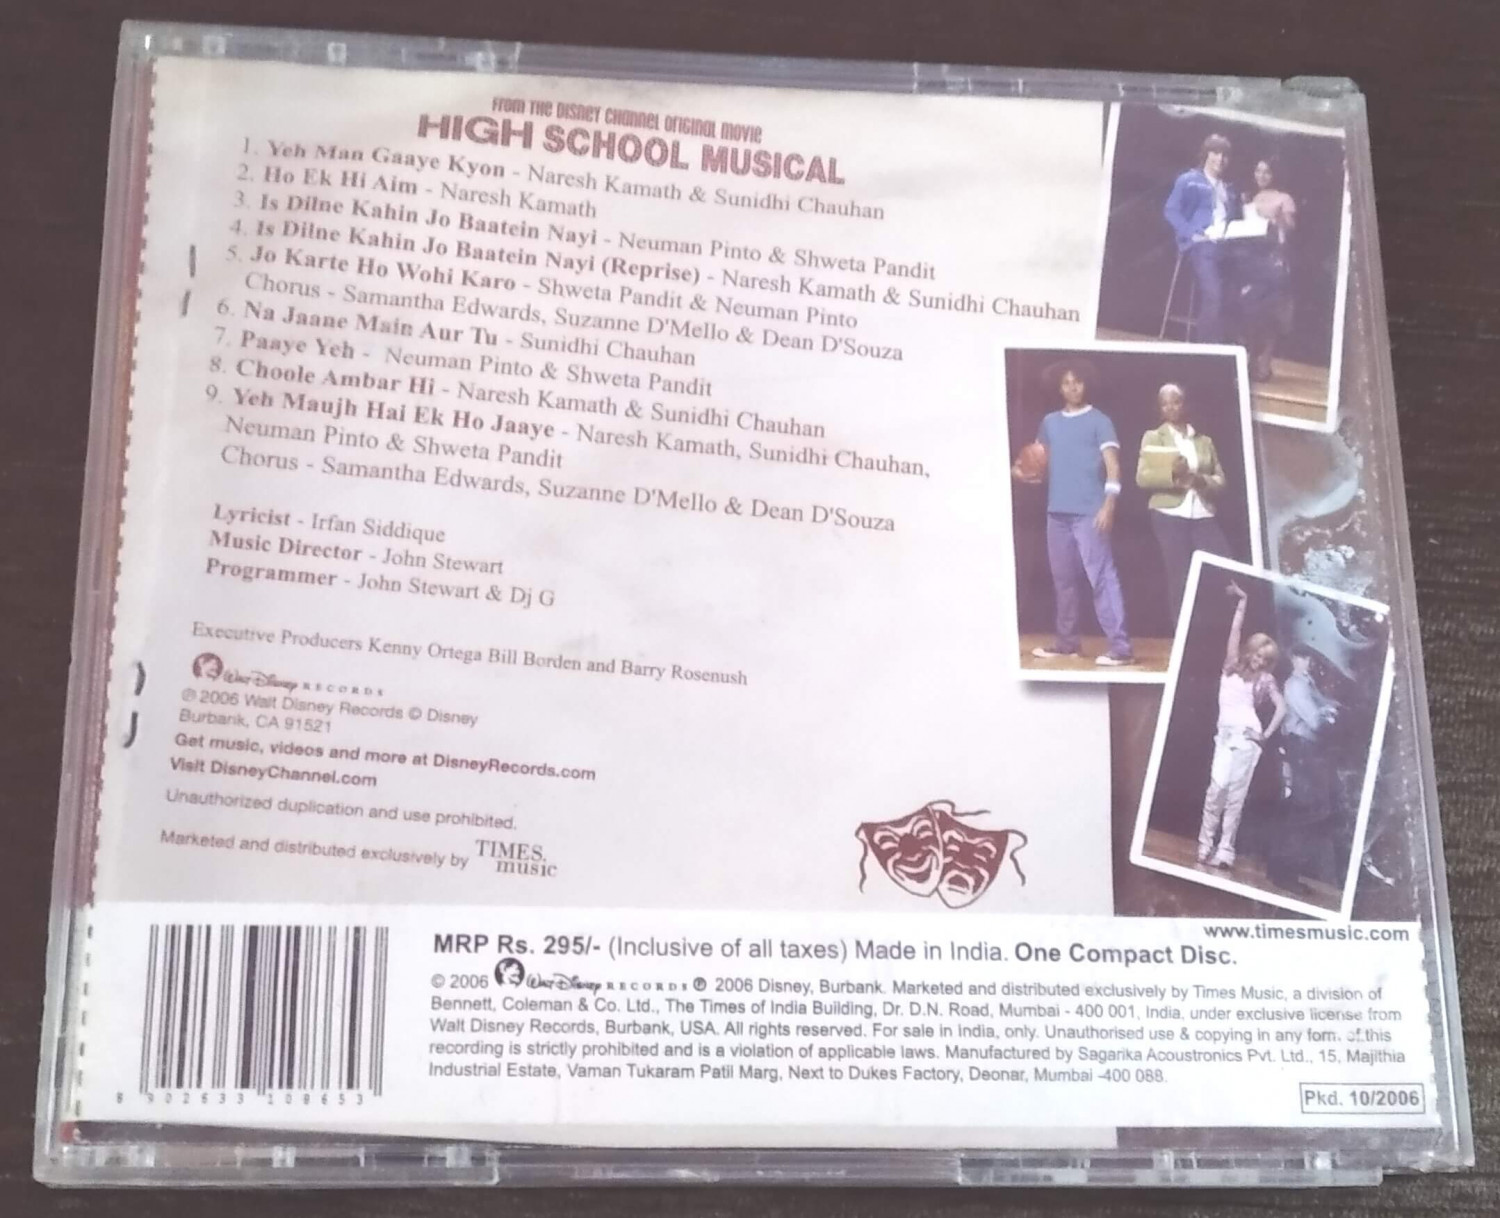 FROM THE DISNEY CHANNEL ORIGINAL MOVIE
HIGH SCHOOL MUSICAL
1. Yeh Man Gaaye Kyon - Naresh Kamath & Sunidhi Chauhan
2. Ho Ek Hi Aim - Naresh Kamath
3. Is Dilne Kahin Jo Baatein Nayi - Neuman Pinto & Shweta Pandit
4. Is Dilne Kahin Jo Baatein Nayi (Reprise) - Naresh Kamath & Sunidhi Chauhan
5. Jo Karte Ho Wohi Karo - Shweta Pandit & Neuman Pinto
Chorus - Samantha Edwards, Suzanne D'Mello & Dean D'Souza
6. Na Jaane Main Aur Tu - Sunidhi Chauhan
7. Paaye Yeh - Neuman Pinto & Shweta Pandit
8. Choole Ambar Hi - Naresh Kamath & Sunidhi Chauhan
9. Yeh Maujh Hai Ek Ho Jaaye - Naresh Kamath, Sunidhi Chauhan,
Neuman Pinto & Shweta Pandit
Chorus - Samantha Edwards, Suzanne D'Mello & Dean D'Souza
Lyricist - Irfan Siddique
Music Director - John Stewart
Programmer - John Stewart & Dj G
Executive Producers Kenny Ortega Bill Borden and Barry Rosenush
Walt Disney RECORDS
℗ 2006 Walt Disney Records © Disney
Burbank, CA 91521
Get music, videos and more at DisneyRecords.com
Visit DisneyChannel.com
Unauthorized duplication and use prohibited.
Marketed and distributed exclusively by TIMES music
www.timesmusic.com
MRP Rs. 295/- (Inclusive of all taxes) Made in India. One Compact Disc.
© 2006 Walt Disney RECORDS ℗ 2006 Disney, Burbank. Marketed and distributed exclusively by Times Music, a division of
Bennett, Coleman & Co. Ltd., The Times of India Building, Dr. D.N. Road, Mumbai - 400 001, India, under exclusive license from
Walt Disney Records, Burbank, USA. All rights reserved. For sale in India, only. Unauthorised use & copying in any form of this
recording is strictly prohibited and is a violation of applicable laws. Manufactured by Sagarika Acoustronics Pvt. Ltd., 15, Majithia
Industrial Estate, Vaman Tukaram Patil Marg, Next to Dukes Factory, Deonar, Mumbai -400 088.
8 902633 108653
Pkd. 10/2006